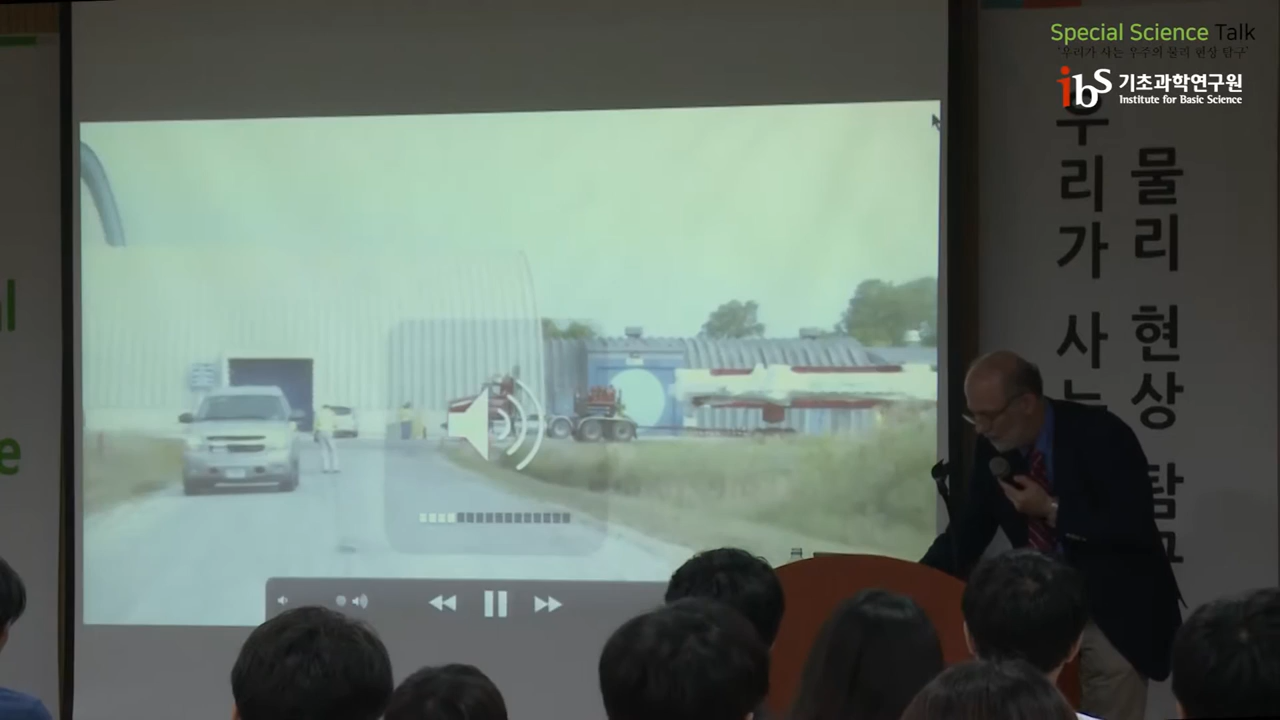 Special Science Talk
'우리가 사는 우주의 물리 현상 탐구'
ibS 기초과학연구원
Institute for Basic Science
우리가 사는
물리 현상 탐구
l
e